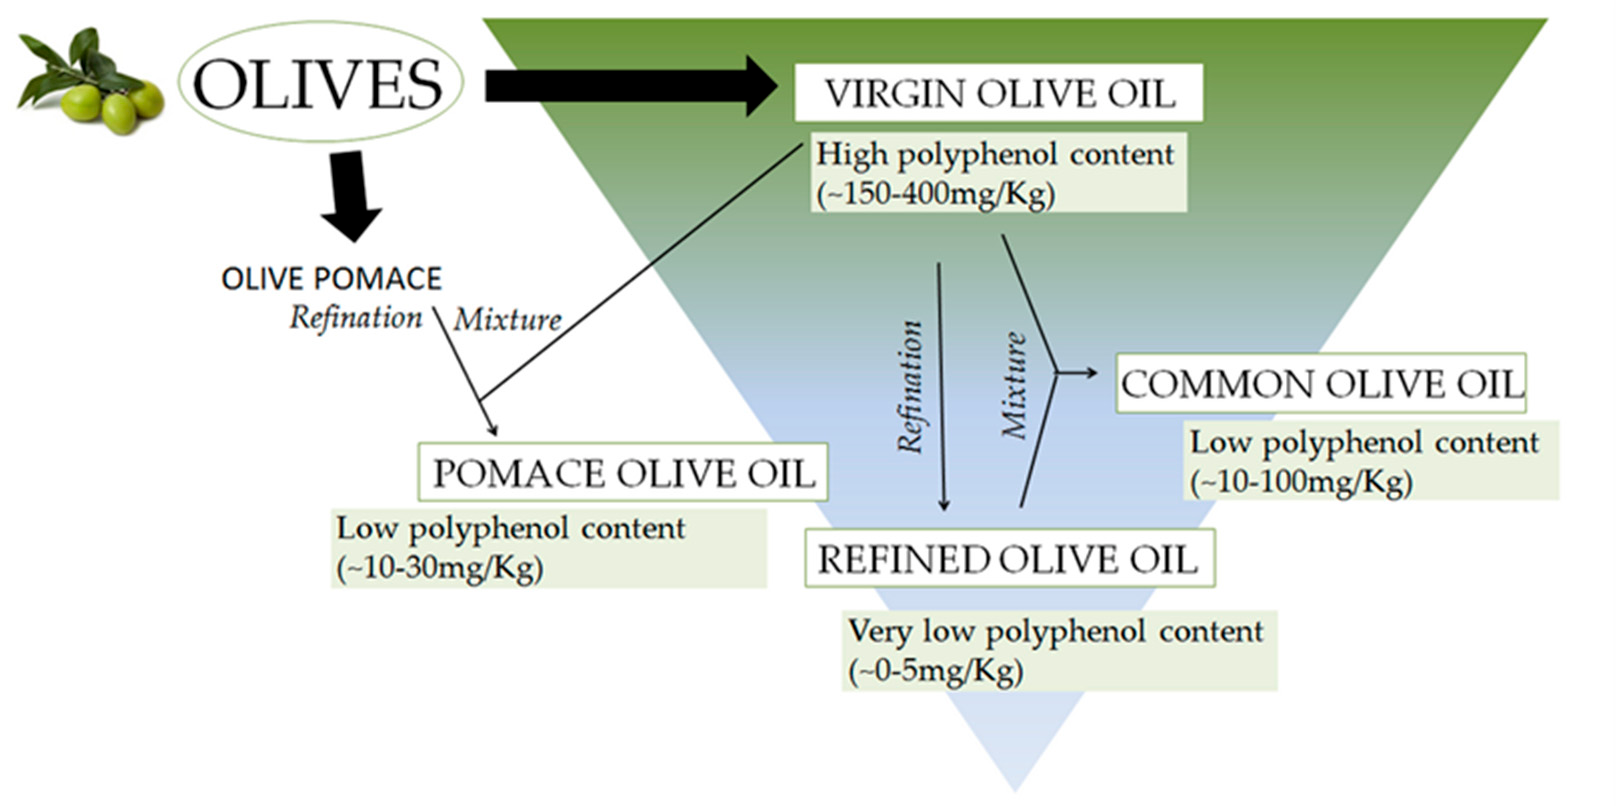 OLIVES
VIRGIN OLIVE OIL
High polyphenol content
(~150-400mg/Kg)
OLIVE POMACE
Refination
Mixture
Refination
Mixture
COMMON OLIVE OIL
Low polyphenol content
(~10-100mg/Kg)
POMACE OLIVE OIL
Low polyphenol content
(~10-30mg/Kg)
REFINED OLIVE OIL
Very low polyphenol content
(~0-5mg/Kg)